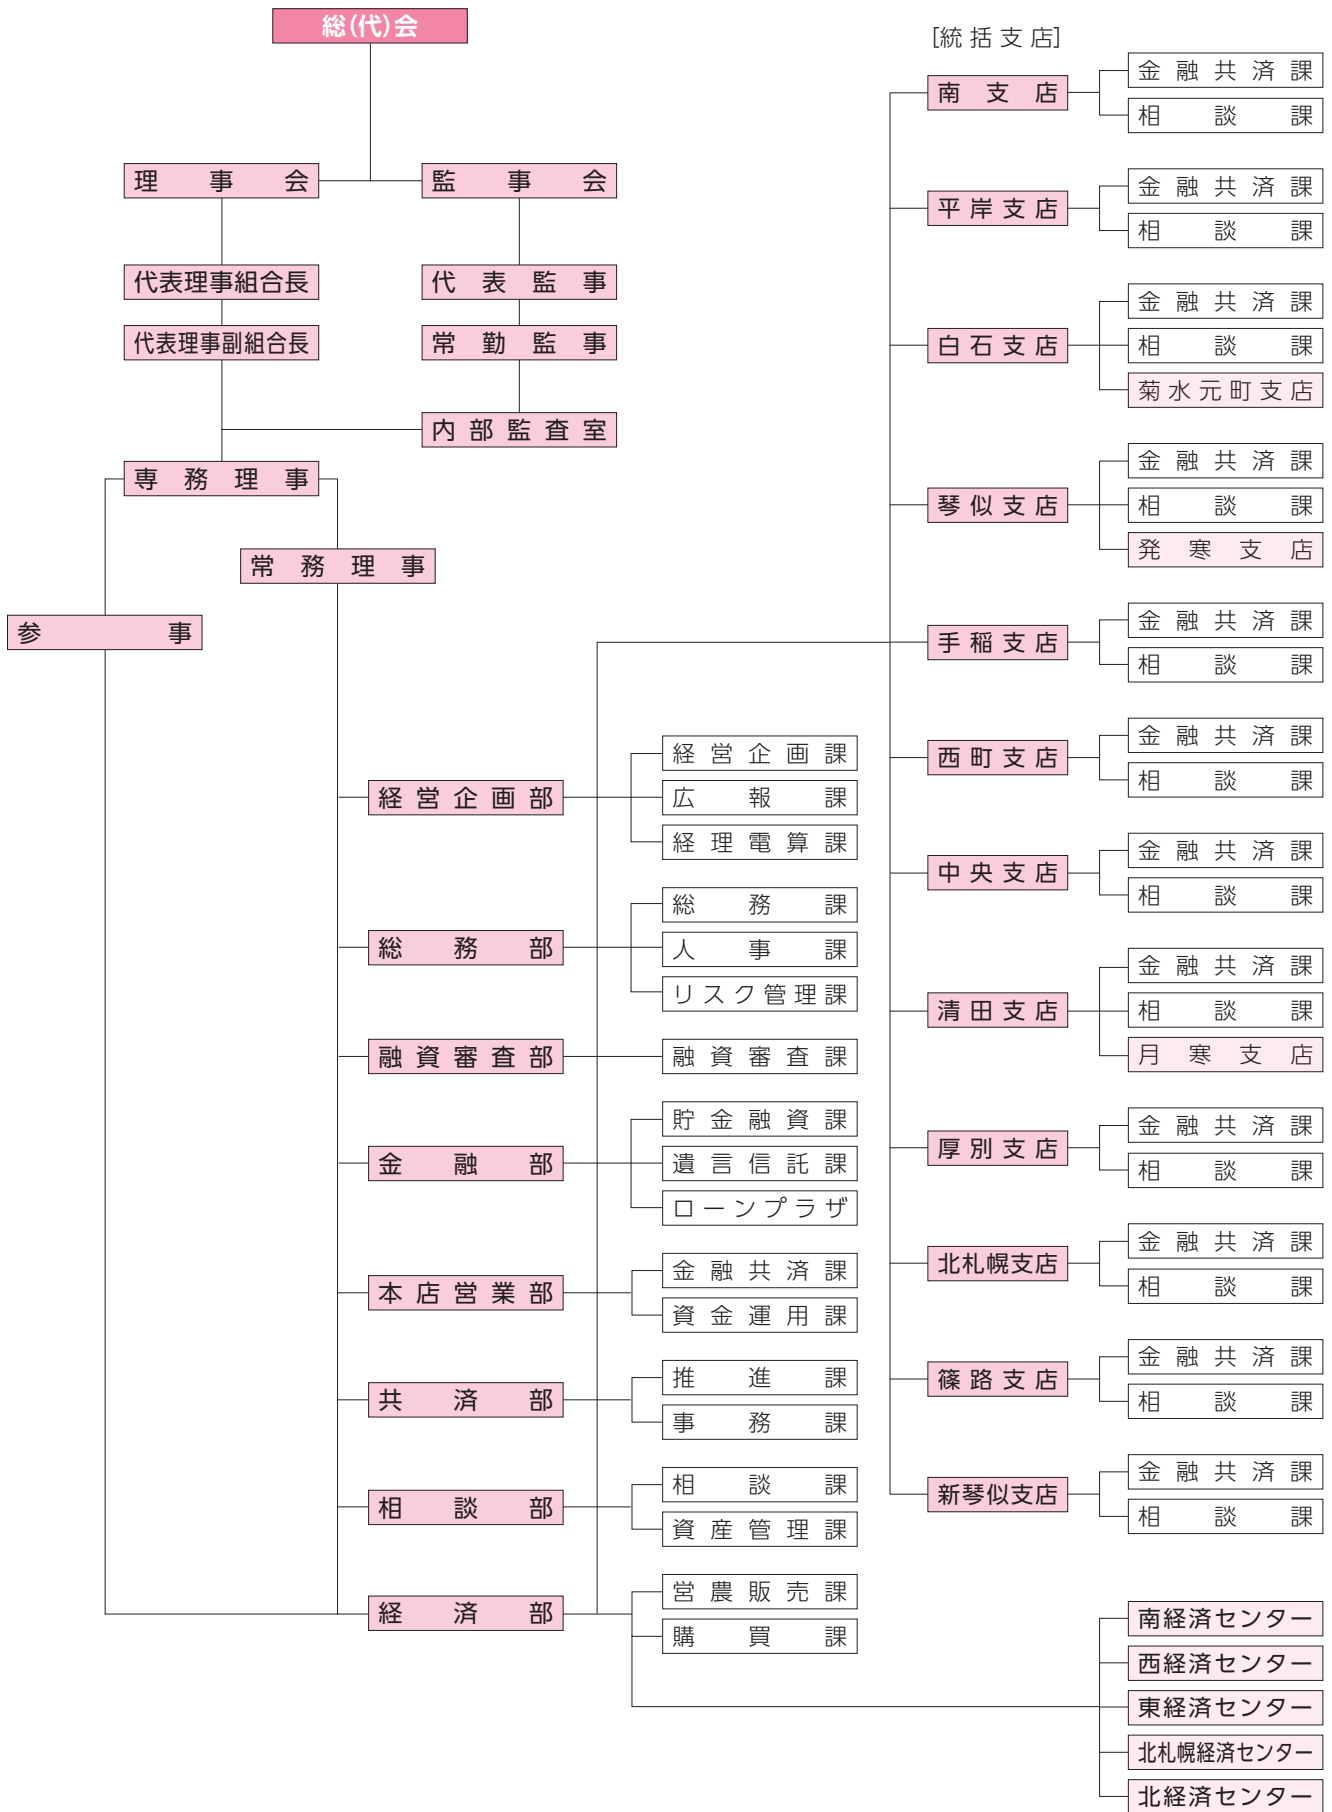 総(代)会
理事会
監事会
代表理事組合長
代表監事
代表理事副組合長
常勤監事
内部監査室
専務理事
常務理事
参事
経営企画部
経営企画課
広報課
経理電算課
総務部
総務課
人事課
リスク管理課
融資審査部
融資審査課
金融部
貯金融資課
遺言信託課
ローンプラザ
本店営業部
金融共済課
資金運用課
共済部
推進課
事務課
相談部
相談課
資産管理課
経済部
営農販売課
購買課
[統括支店]
南支店
金融共済課
相談課
平岸支店
金融共済課
相談課
白石支店
金融共済課
相談課
菊水元町支店
琴似支店
金融共済課
相談課
発寒支店
手稲支店
金融共済課
相談課
西町支店
金融共済課
相談課
中央支店
金融共済課
相談課
清田支店
金融共済課
相談課
月寒支店
厚別支店
金融共済課
相談課
北札幌支店
金融共済課
相談課
篠路支店
金融共済課
相談課
新琴似支店
金融共済課
相談課
南経済センター
西経済センター
東経済センター
北札幌経済センター
北経済センター